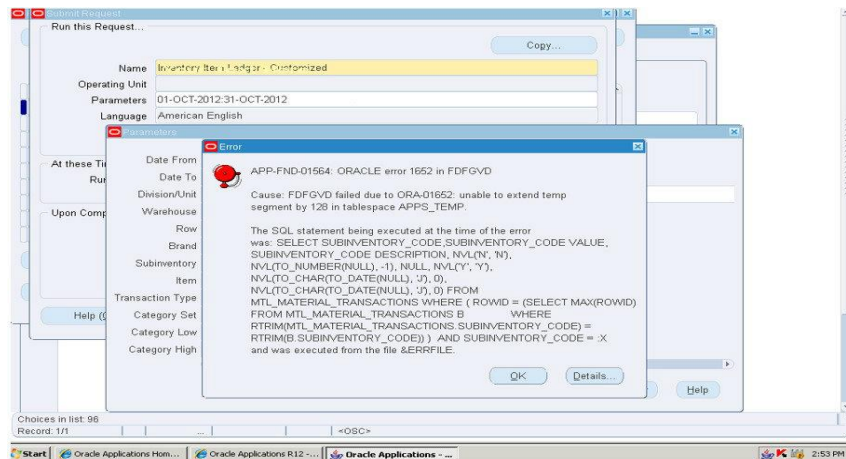 Submit Request
Run this Request...
Copy...
Name Inventory Item Ledger - Customized
Operating Unit
Parameters 01-OCT-2012:31-OCT-2012
Language American English
Parameters
Error
At these Ti
Ru
Upon Comp
Help (
Date From
Date To
Division/Unit
Warehouse
Row
Brand
Subinventory
Item
Transaction Type
Category Set
Category Low
Category High
APP-FND-01564: ORACLE error 1652 in FDFGVD
Cause: FDFGVD failed due to ORA-01652: unable to extend temp
segment by 128 in tablespace APPS_TEMP.
The SQL statement being executed at the time of the error
was: SELECT SUBINVENTORY_CODE,SUBINVENTORY_CODE VALUE,
SUBINVENTORY_CODE DESCRIPTION, NVL('N', 'N'),
NVL(TO_NUMBER(NULL), -1), NULL, NVL('Y', 'Y'),
NVL(TO_CHAR(TO_DATE(NULL), 'J'), 0),
NVL(TO_CHAR(TO_DATE(NULL), 'J'), 0) FROM
MTL_MATERIAL_TRANSACTIONS WHERE ( ROWID = (SELECT MAX(ROWID)
FROM MTL_MATERIAL_TRANSACTIONS B WHERE
RTRIM(MTL_MATERIAL_TRANSACTIONS.SUBINVENTORY_CODE) =
RTRIM(B.SUBINVENTORY_CODE)) ) AND SUBINVENTORY_CODE = :X
and was executed from the file &ERRFILE.
OK Details...
Help
Choices in list: 96
Record: 1/1 ... <OSC>
Start Oracle Applications Hom... Oracle Applications R12 -... Oracle Applications - ... 2:53 PM